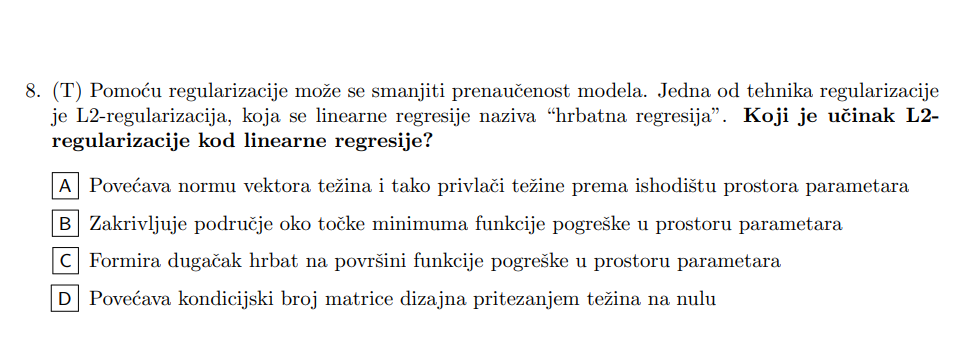 8. (T) Pomoću regularizacije može se smanjiti prenaučenost modela. Jedna od tehnika regularizacije
je L2-regularizacija, koja se linearne regresije naziva “hrbatna regresija”. Koji je učinak L2-
regularizacije kod linearne regresije?
A Povećava normu vektora težina i tako privlači težine prema ishodištu prostora parametara
B Zakrivljuje područje oko točke minimuma funkcije pogreške u prostoru parametara
C Formira dugačak hrbat na površini funkcije pogreške u prostoru parametara
D Povećava kondicijski broj matrice dizajna pritezanjem težina na nulu